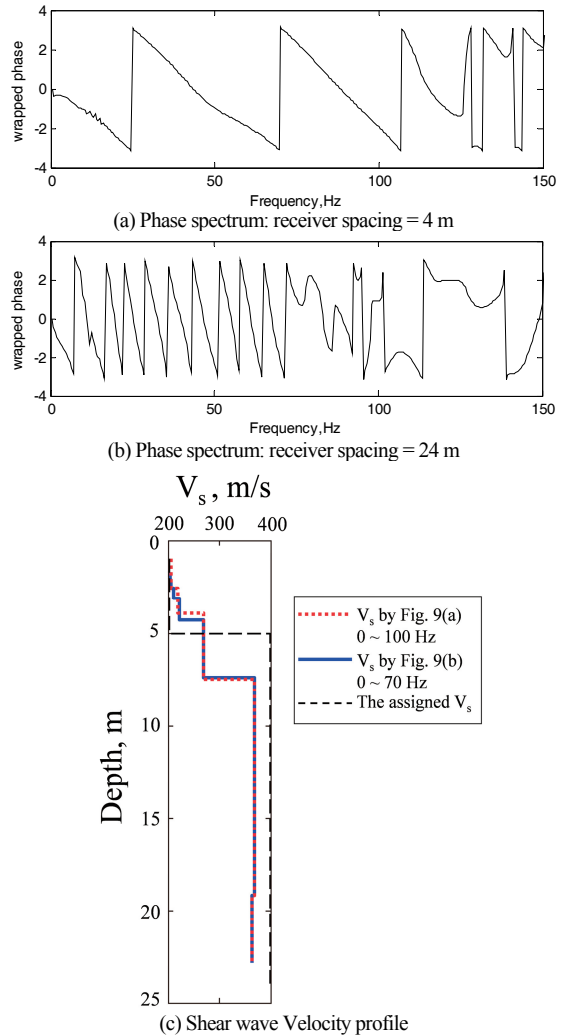 4
2
0
-2
-4
wrapped phase
0 50 100 150
Frequency,Hz
(a) Phase spectrum: receiver spacing = 4 m
4
2
0
-2
-4
wrapped phase
0 50 100 150
Frequency,Hz
(b) Phase spectrum: receiver spacing = 24 m
Vs , m/s
200 300 400
0
5
10
15
20
25
Depth, m
Vs by Fig. 9(a)
0 ~ 100 Hz
Vs by Fig. 9(b)
0 ~ 70 Hz
The assigned Vs
(c) Shear wave Velocity profile